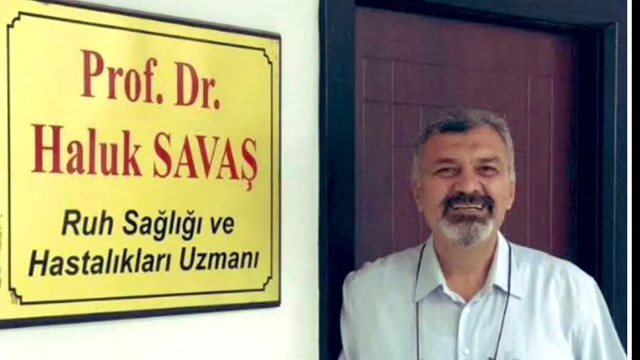 Prof. Dr.
Haluk SAVAŞ
Ruh Sağlığı ve
Hastalıkları Uzmanı